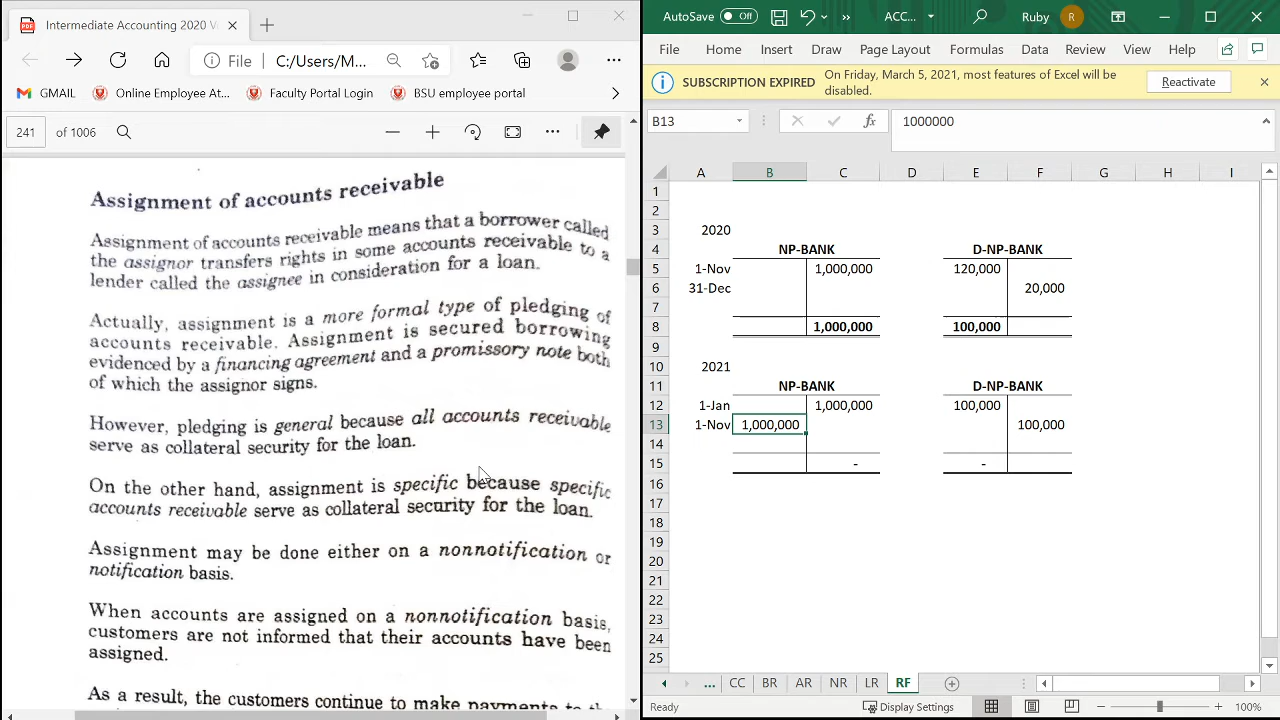 Intermediate Accounting 2020 V
File
C:/Users/M...
GMAIL
Online Employee At...
Faculty Portal Login
BSU employee portal
241
of 1006
Assignment of accounts receivable
Assignment of accounts receivable means that a borrower called
the assignor transfers rights in some accounts receivable to a
lender called the assignee in consideration for a loan.
Actually, assignment is a more formal type of pledging of
accounts receivable. Assignment is secured borrowing
evidenced by a financing agreement and a promissory note both
of which the assignor signs.
However, pledging is general because all accounts receivable
serve as collateral security for the loan.
On the other hand, assignment is specific because specific
accounts receivable serve as collateral security for the loan.
Assignment may be done either on a nonnotification or
notification basis.
When accounts are assigned on a nonnotification basis,
customers are not informed that their accounts have been
assigned.
As a result, the customers continue to make payments to the
AutoSave Off ACC... Ruby R
File Home Insert Draw Page Layout Formulas Data Review View Help
SUBSCRIPTION EXPIRED On Friday, March 5, 2021, most features of Excel will be
disabled.
Reactivate
B13 fx 1000000
A B C D E F G H I
1
2
3 2020
4 NP-BANK D-NP-BANK
5 1-Nov 1,000,000 120,000
6 31-Dec 20,000
7
8 1,000,000 100,000
9
10 2021
11 NP-BANK D-NP-BANK
12 1-Jan 1,000,000 100,000
13 1-Nov 1,000,000 100,000
14
15 - -
16
17
18
19
20
21
22
23
24
25
... CC BR AR NR LR RF
Ready Display Settings 100%